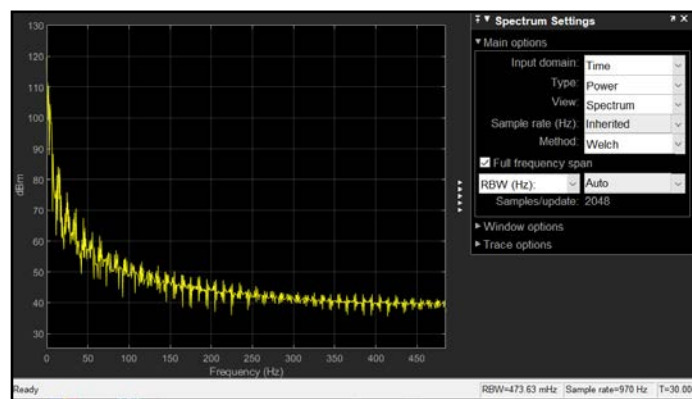 130
120
110
100
90
80
70
60
50
40
30
dBm
0 50 100 150 200 250 300 350 400 450
Frequency (Hz)
Spectrum Settings
Main options
Input domain: Time
Type: Power
View: Spectrum
Sample rate (Hz): Inherited
Method: Welch
Full frequency span
RBW (Hz): Auto
Samples/update: 2048
Window options
Trace options
Ready RBW=473.63 mHz Sample rate=970 Hz T=30.00